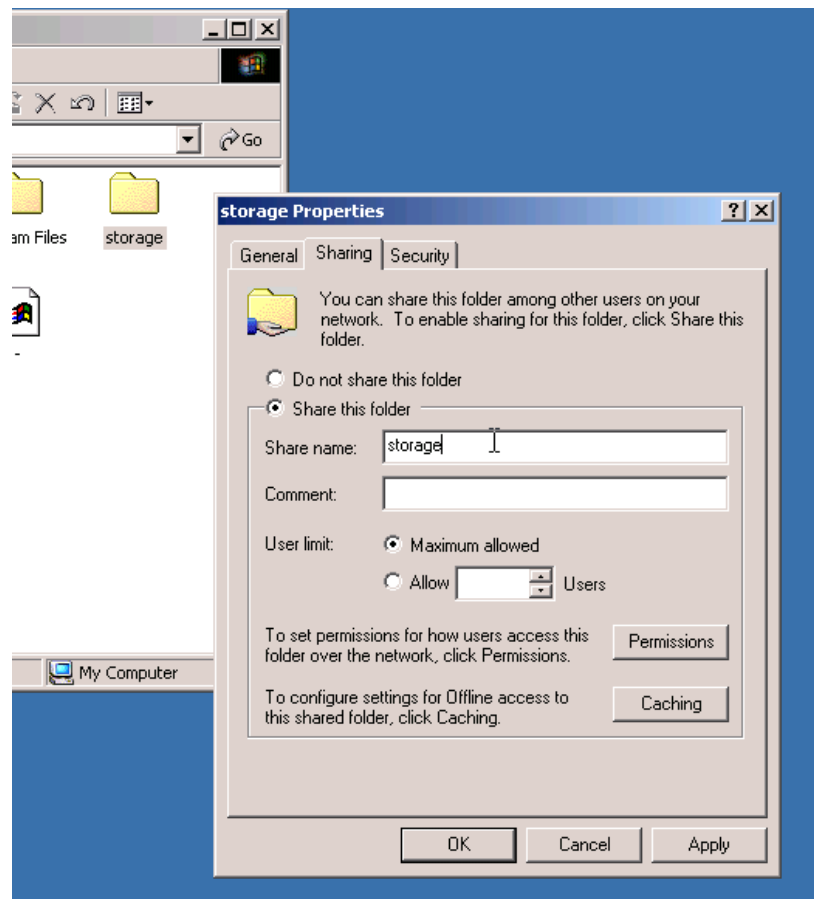 Go
am Files
storage
-
My Computer
storage Properties
General Sharing Security
You can share this folder among other users on your
network. To enable sharing for this folder, click Share this
folder.
Do not share this folder
Share this folder
Share name: storage
Comment:
User limit: Maximum allowed
Allow Users
To set permissions for how users access this
folder over the network, click Permissions.
Permissions
To configure settings for Offline access to
this shared folder, click Caching.
Caching
OK Cancel Apply